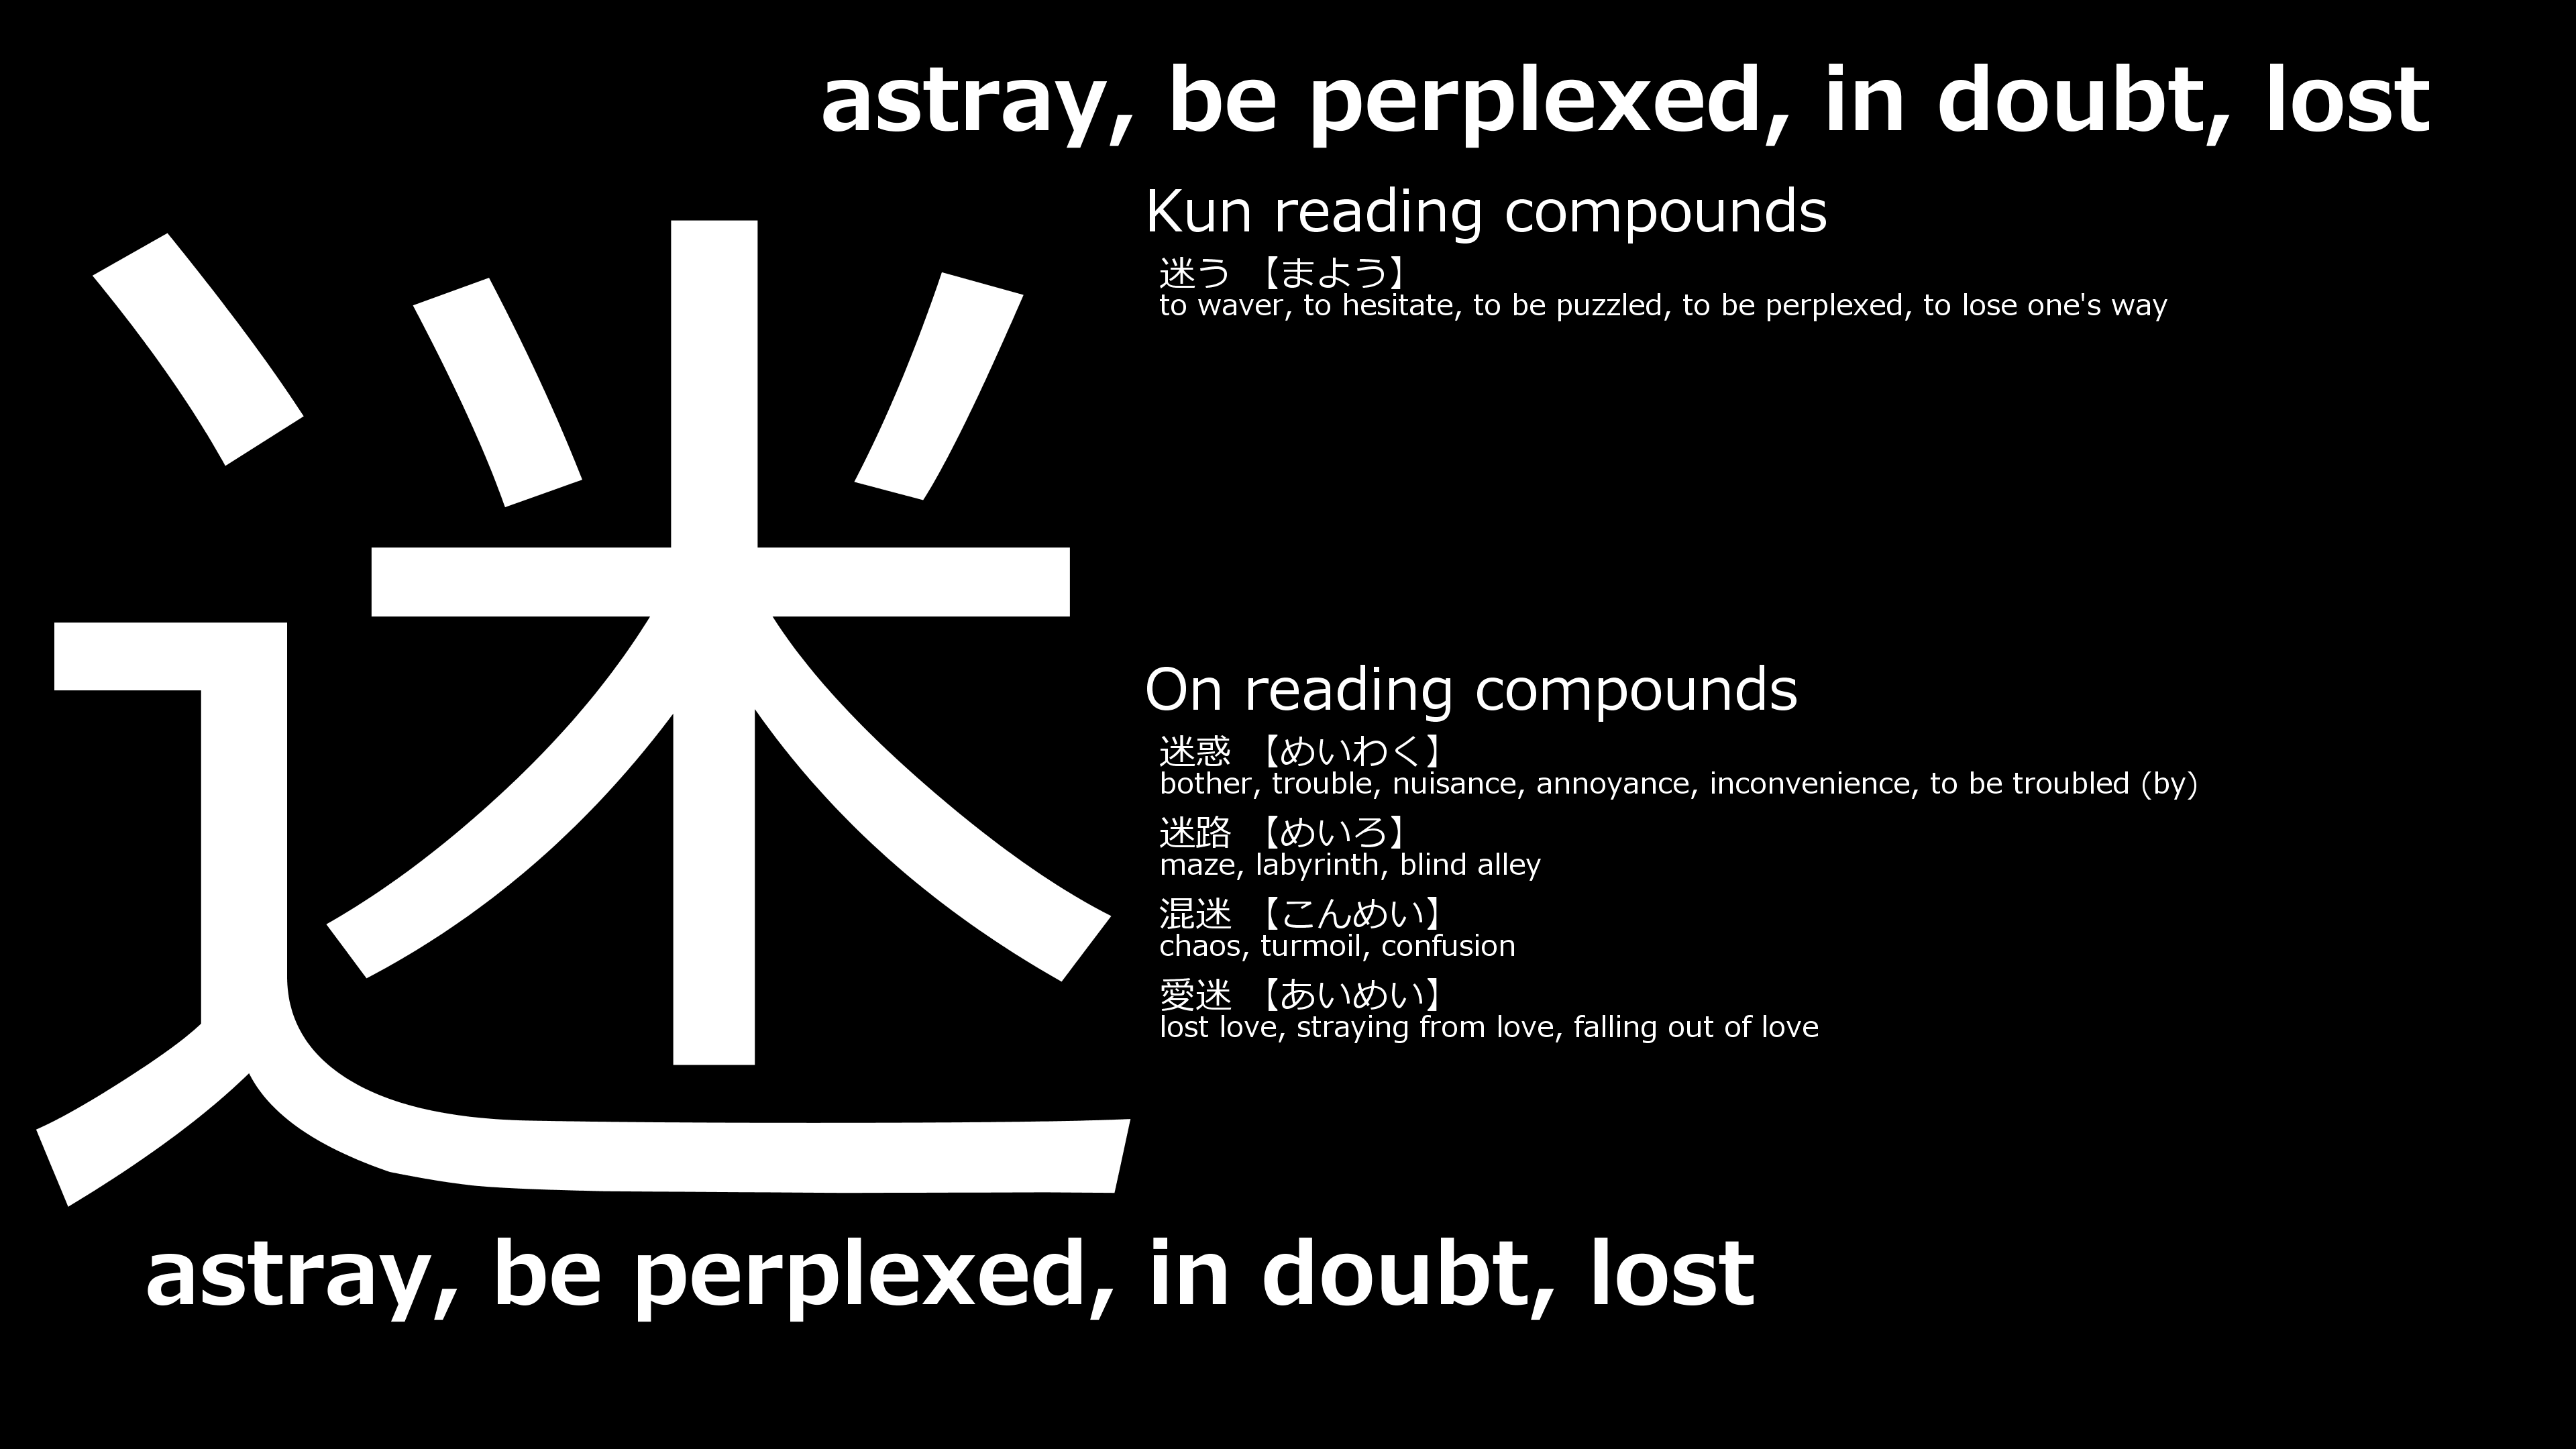 astray, be perplexed, in doubt, lost
迷
Kun reading compounds
迷う 【まよう】
to waver, to hesitate, to be puzzled, to be perplexed, to lose one's way
On reading compounds
迷惑 【めいわく】
bother, trouble, nuisance, annoyance, inconvenience, to be troubled (by)
迷路 【めいろ】
maze, labyrinth, blind alley
混迷 【こんめい】
chaos, turmoil, confusion
愛迷 【あいめい】
lost love, straying from love, falling out of love
astray, be perplexed, in doubt, lost